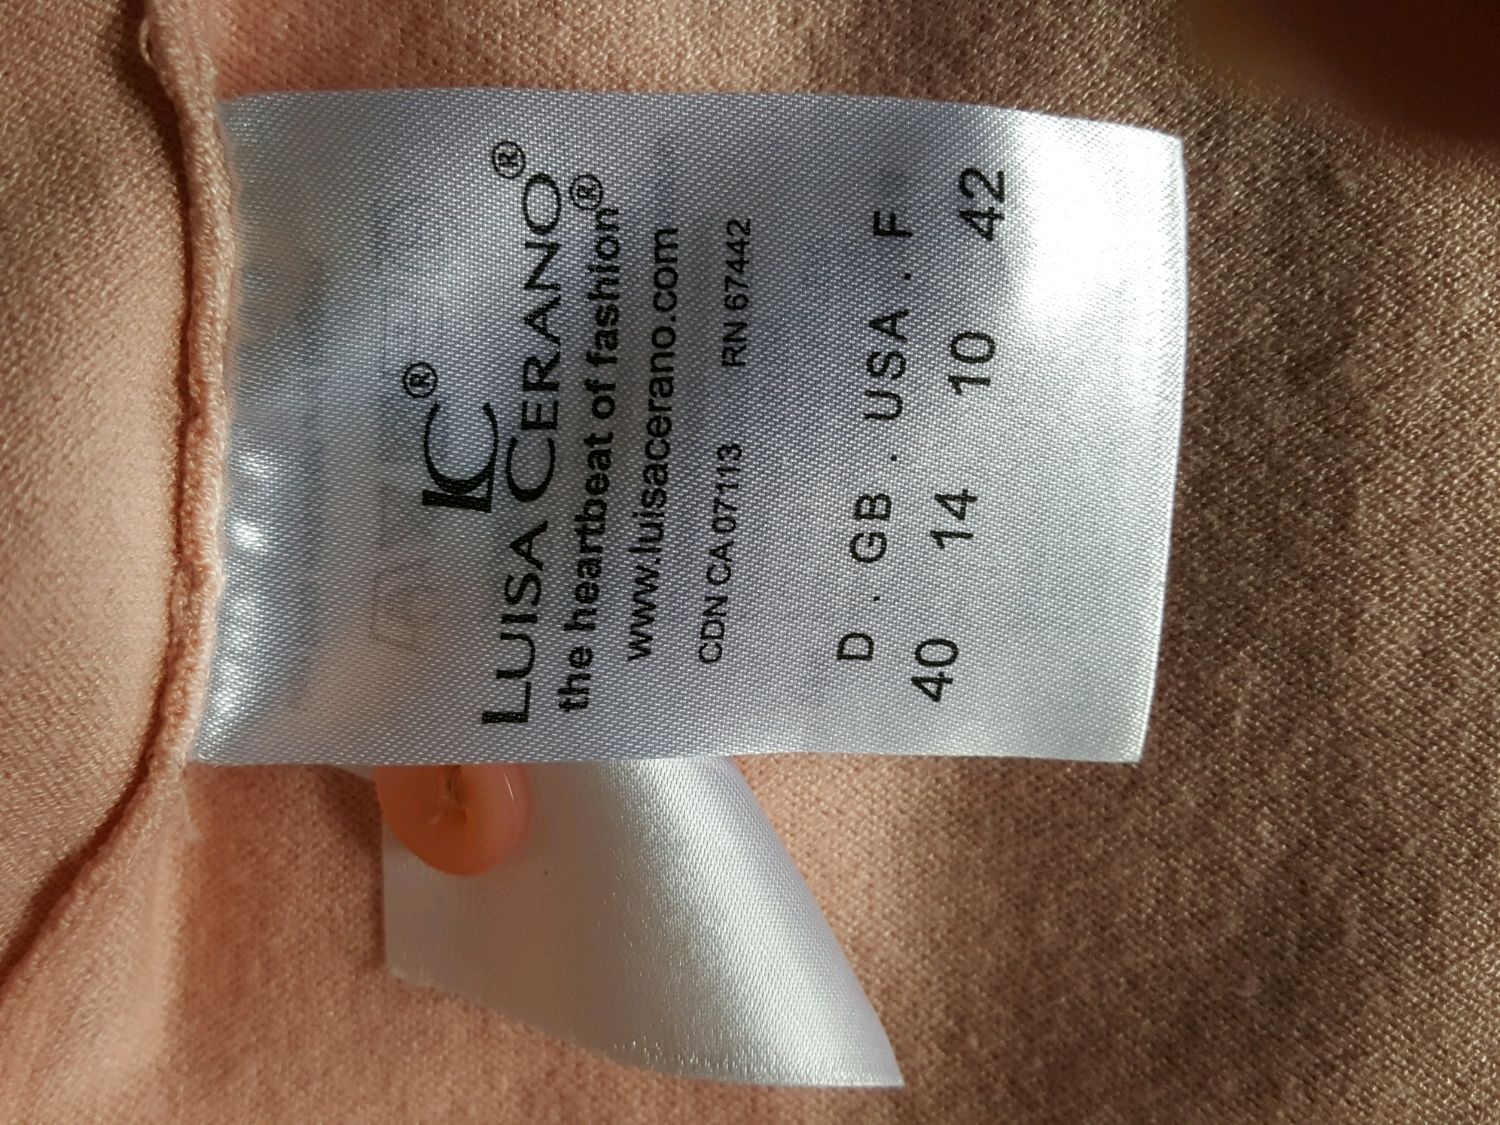 LC®
LUISA CERANO®
the heartbeat of fashion®
www.luisacerano.com
CDN CA 07113 RN 67442
D . GB . USA . F
40 14 10 42